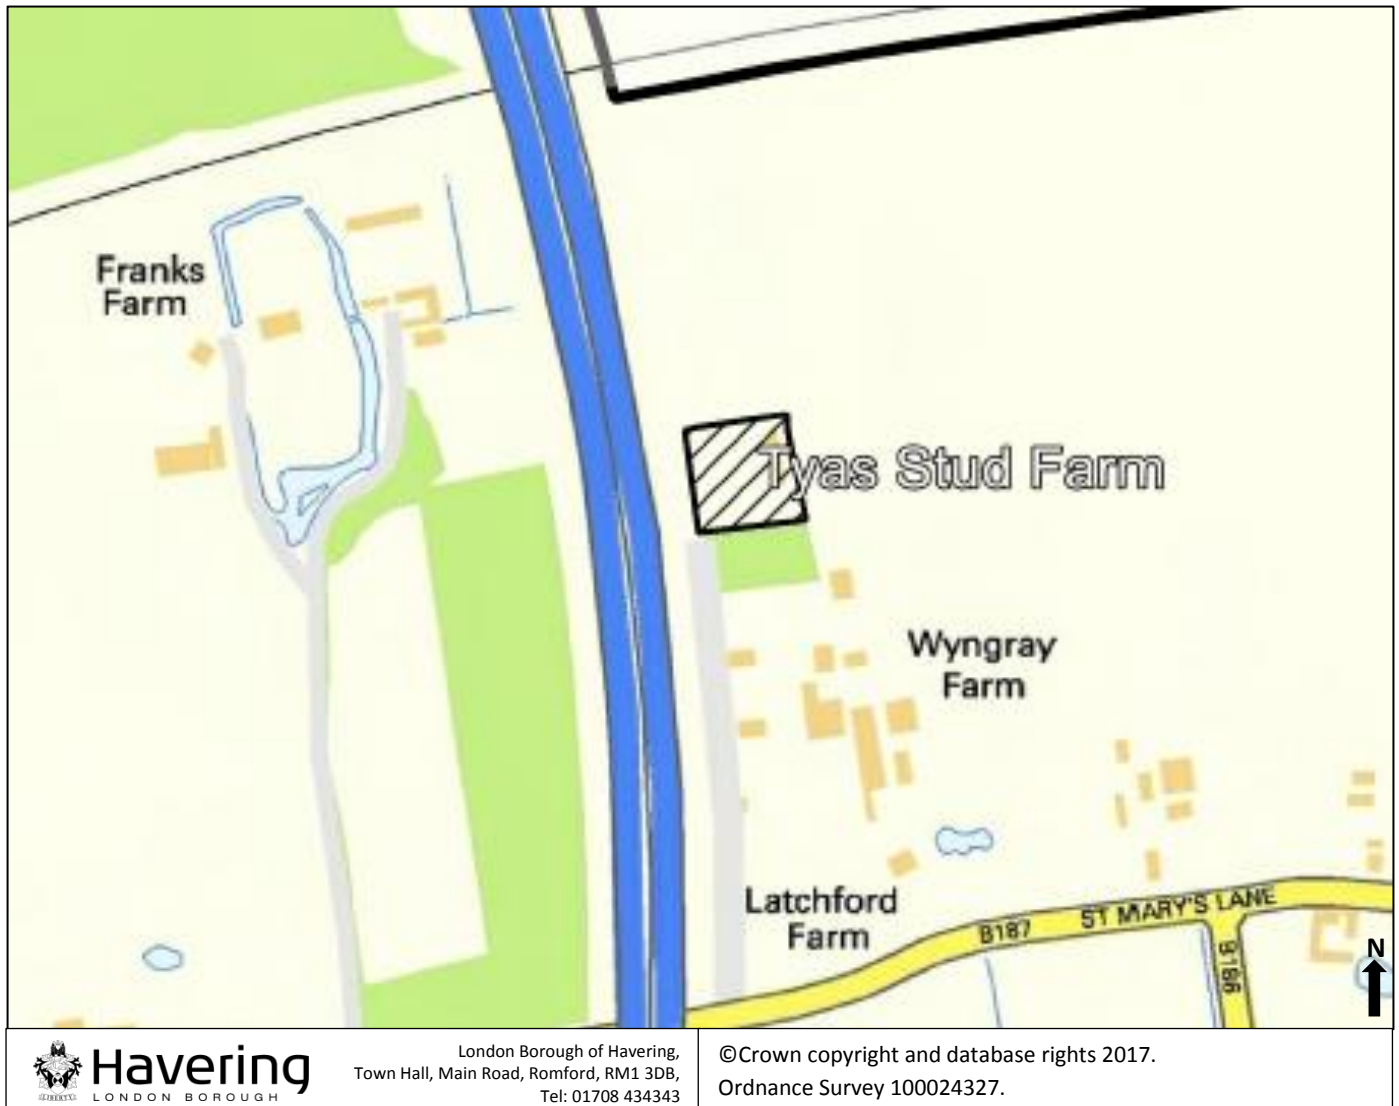 Franks
Farm
Tyas Stud Farm
Wyngray
Farm
Latchford
Farm
B187
ST MARY'S LANE
B186
N
LIBERTY
Havering
LONDON BOROUGH
London Borough of Havering,
Town Hall, Main Road, Romford, RM1 3DB,
Tel: 01708 434343
©Crown copyright and database rights 2017.
Ordnance Survey 100024327.